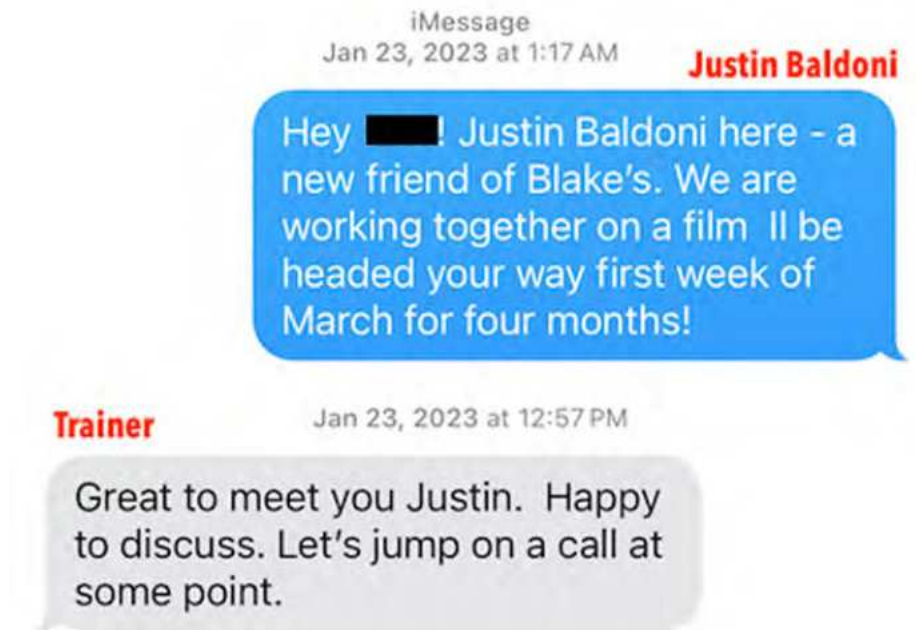 iMessage
Jan 23, 2023 at 1:17 AM
Justin Baldoni
Hey ! Justin Baldoni here - a
new friend of Blake's. We are
working together on a film  ll be
headed your way first week of
March for four months!
Trainer
Jan 23, 2023 at 12:57 PM
Great to meet you Justin.  Happy
to discuss. Let's jump on a call at
some point.